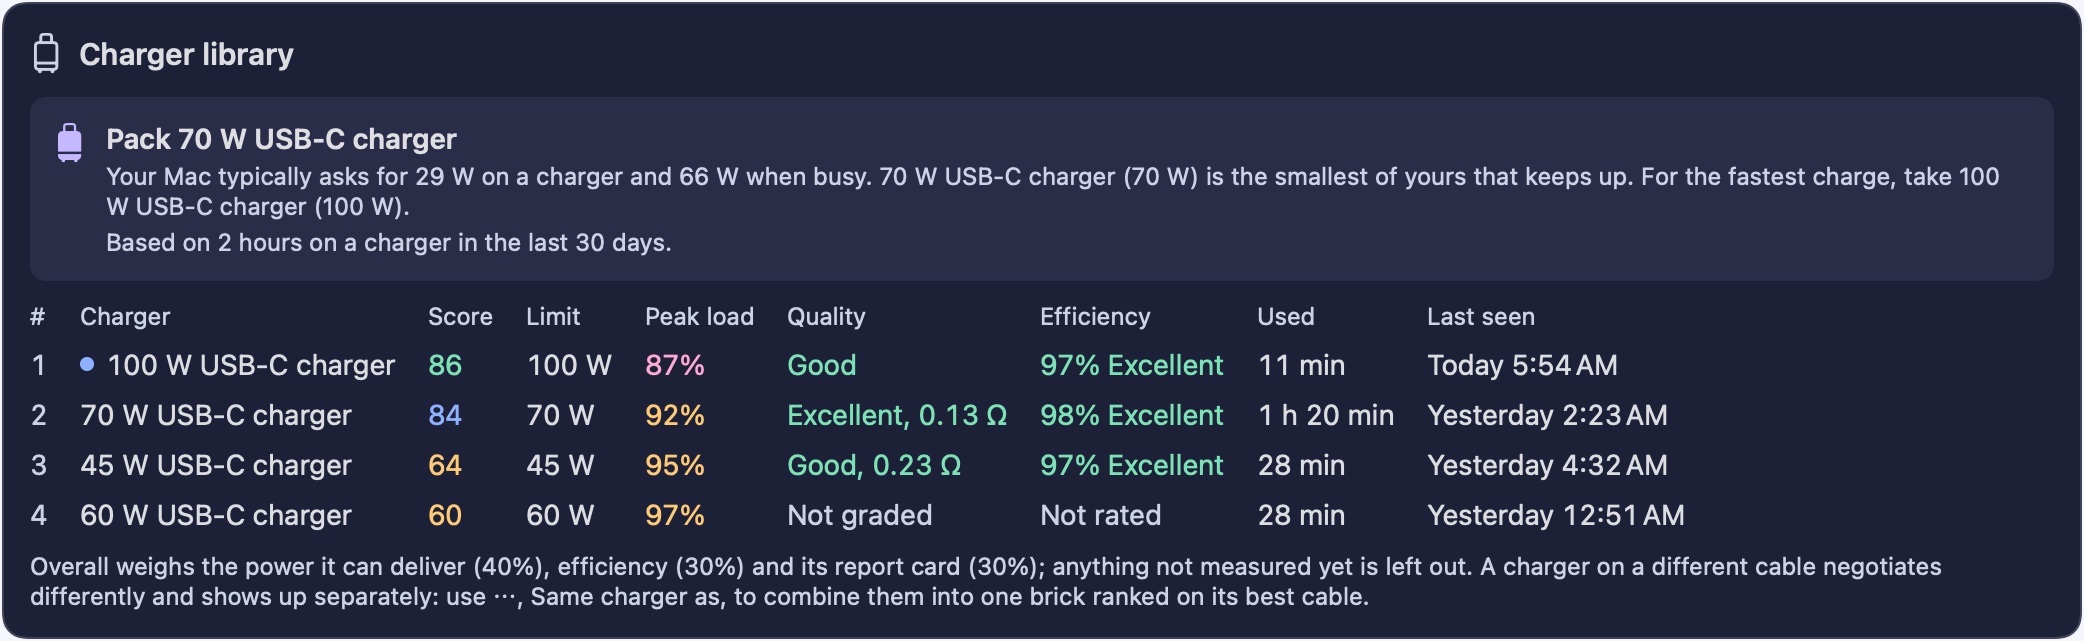 Charger library
Pack 70 W USB-C charger
Your Mac typically asks for 29 W on a charger and 66 W when busy. 70 W USB-C charger (70 W) is the smallest of yours that keeps up. For the fastest charge, take 100
W USB-C charger (100 W).
Based on 2 hours on a charger in the last 30 days.
# Charger Score Limit Peak load Quality Efficiency Used Last seen
1 100 W USB-C charger 86 100 W 87% Good 97% Excellent 11 min Today 5:54 AM
2 70 W USB-C charger 84 70 W 92% Excellent, 0.13 Ω 98% Excellent 1 h 20 min Yesterday 2:23 AM
3 45 W USB-C charger 64 45 W 95% Good, 0.23 Ω 97% Excellent 28 min Yesterday 4:32 AM
4 60 W USB-C charger 60 60 W 97% Not graded Not rated 28 min Yesterday 12:51 AM
Overall weighs the power it can deliver (40%), efficiency (30%) and its report card (30%); anything not measured yet is left out. A charger on a different cable negotiates
differently and shows up separately: use ···, Same charger as, to combine them into one brick ranked on its best cable.